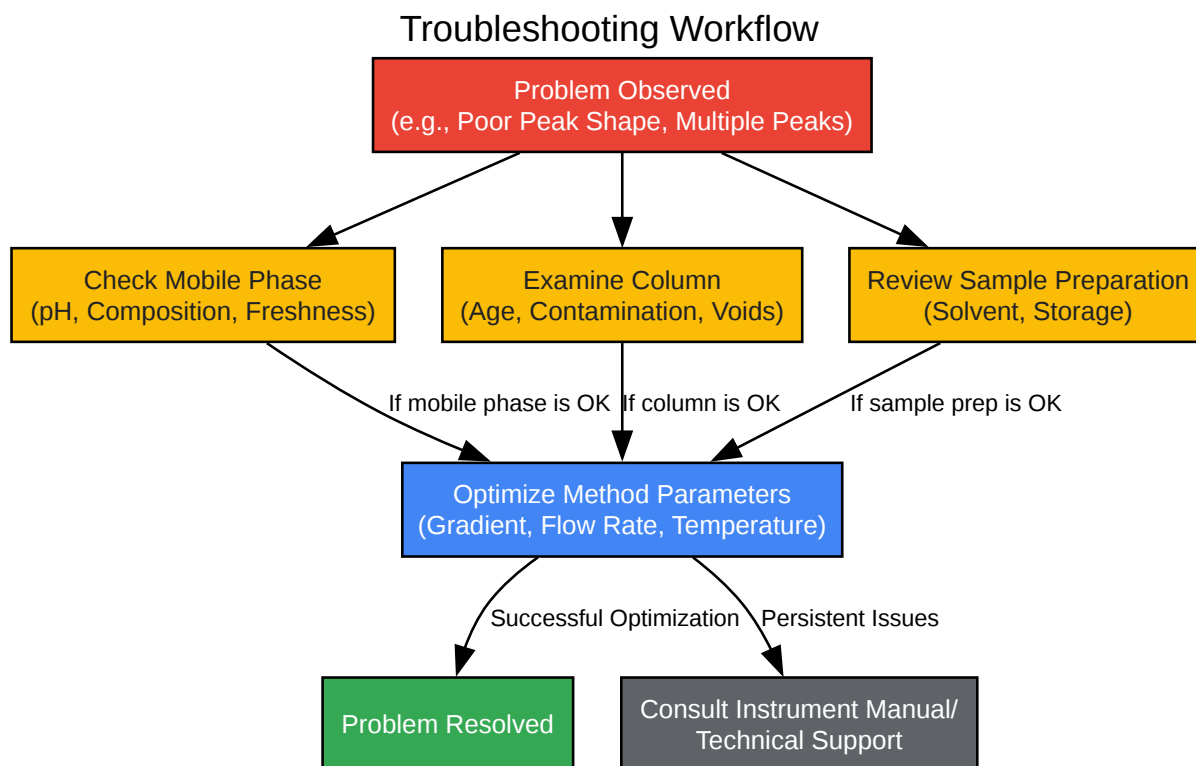 Troubleshooting Workflow
Problem Observed
(e.g., Poor Peak Shape, Multiple Peaks)
Check Mobile Phase
(pH, Composition, Freshness)
Examine Column
(Age, Contamination, Voids)
Review Sample Preparation
(Solvent, Storage)
If mobile phase is OK
If column is OK
If sample prep is OK
Optimize Method Parameters
(Gradient, Flow Rate, Temperature)
Successful Optimization
Persistent Issues
Problem Resolved
Consult Instrument Manual/
Technical Support